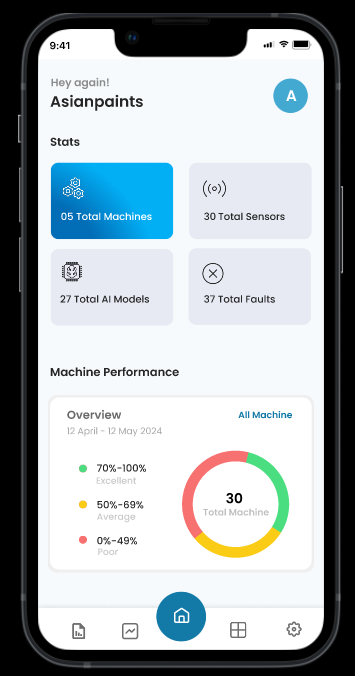 9:41
Hey again!
Asianpaints
A
Stats
05 Total Machines
30 Total Sensors
27 Total AI Models
37 Total Faults
Machine Performance
Overview
All Machine
12 April - 12 May 2024
70%-100%
Excellent
50%-69%
Average
0%-49%
Poor
30
Total Machine